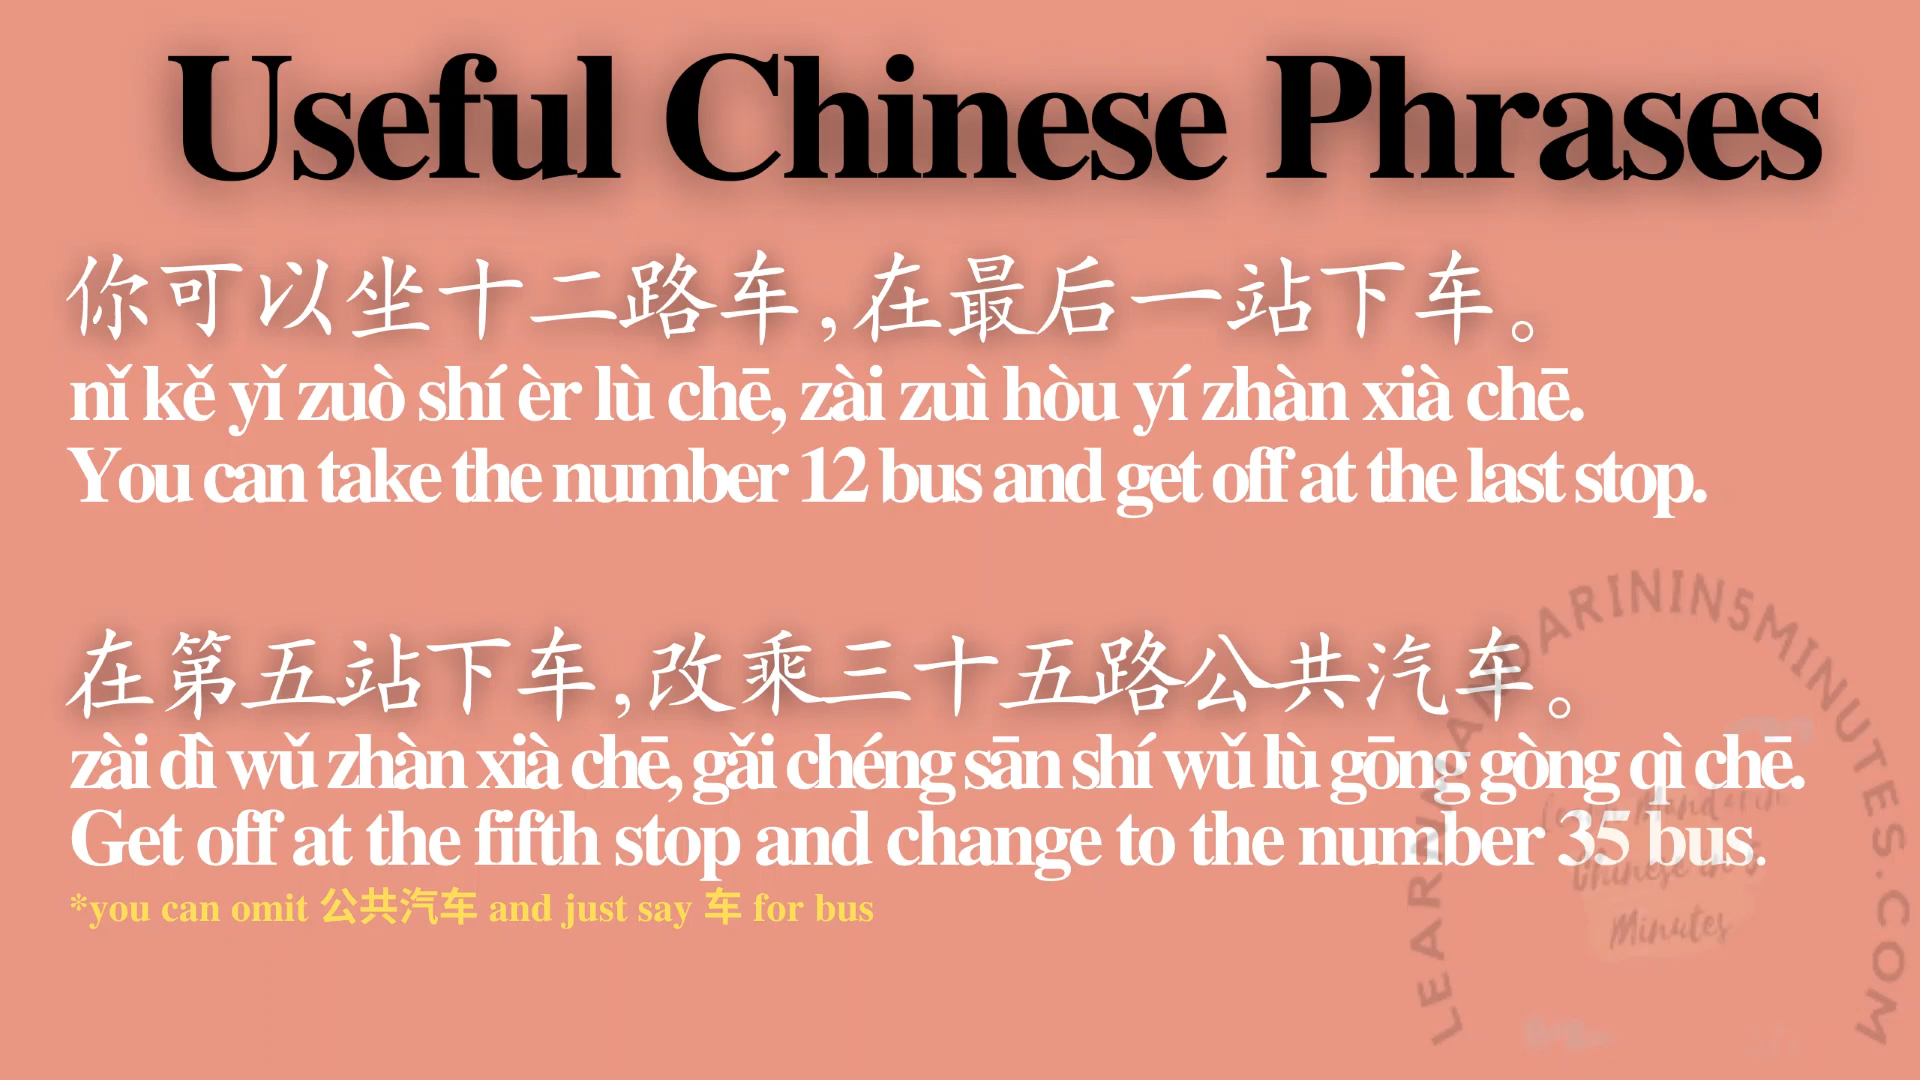 Useful Chinese Phrases
你可以坐十二路车,在最后一站下车。
nǐ kě yǐ zuò shí èr lù chē, zài zuì hòu yí zhàn xià chē.
You can take the number 12 bus and get off at the last stop.
在第五站下车,改乘三十五路公共汽车。
zài dì wǔ zhàn xià chē, gǎi chéng sān shí wǔ lù gōng gòng qì chē.
Get off at the fifth stop and change to the number 35 bus.
*you can omit 公共汽车 and just say 车 for bus
LEARNMANDARININ5MINUTES.COM
Mandarin
Chinese in 5
Minutes